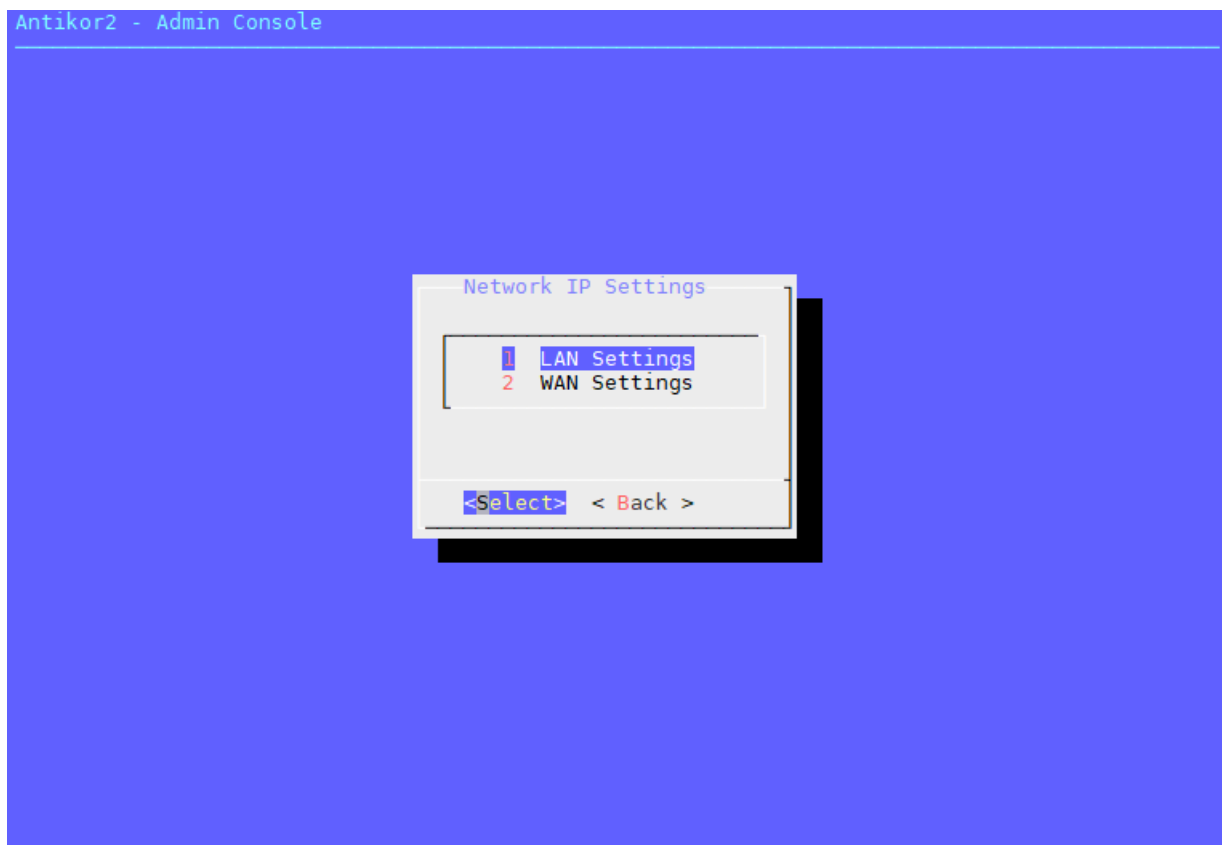 Antikor2 - Admin Console
Network IP Settings
1 LAN Settings
2 WAN Settings
<Select> < Back >